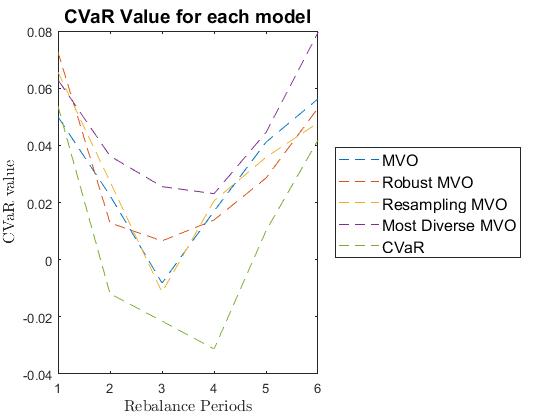 CVaR Value for each model
0.08
0.06
0.04
0.02
0
-0.02
-0.04
CVaR value
1 2 3 4 5 6
Rebalance Periods
MVO
Robust MVO
Resampling MVO
Most Diverse MVO
CVaR